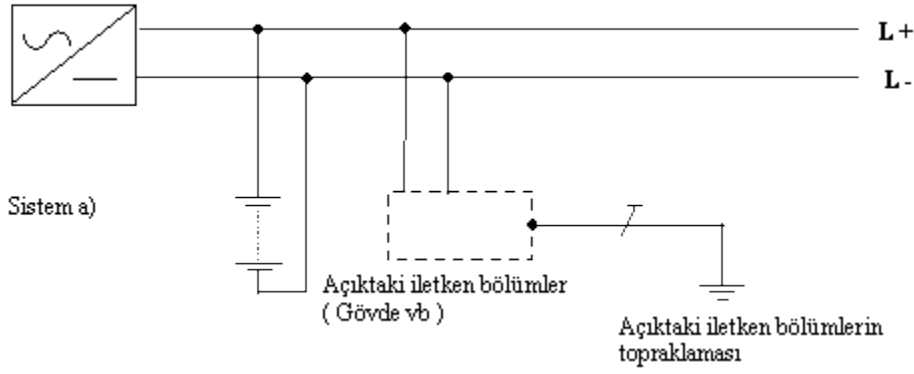 L +
L -
Sistem a)
Açıktaki iletken bölümler
( Gövde vb )
Açıktaki iletken bölümlerin
topraklaması